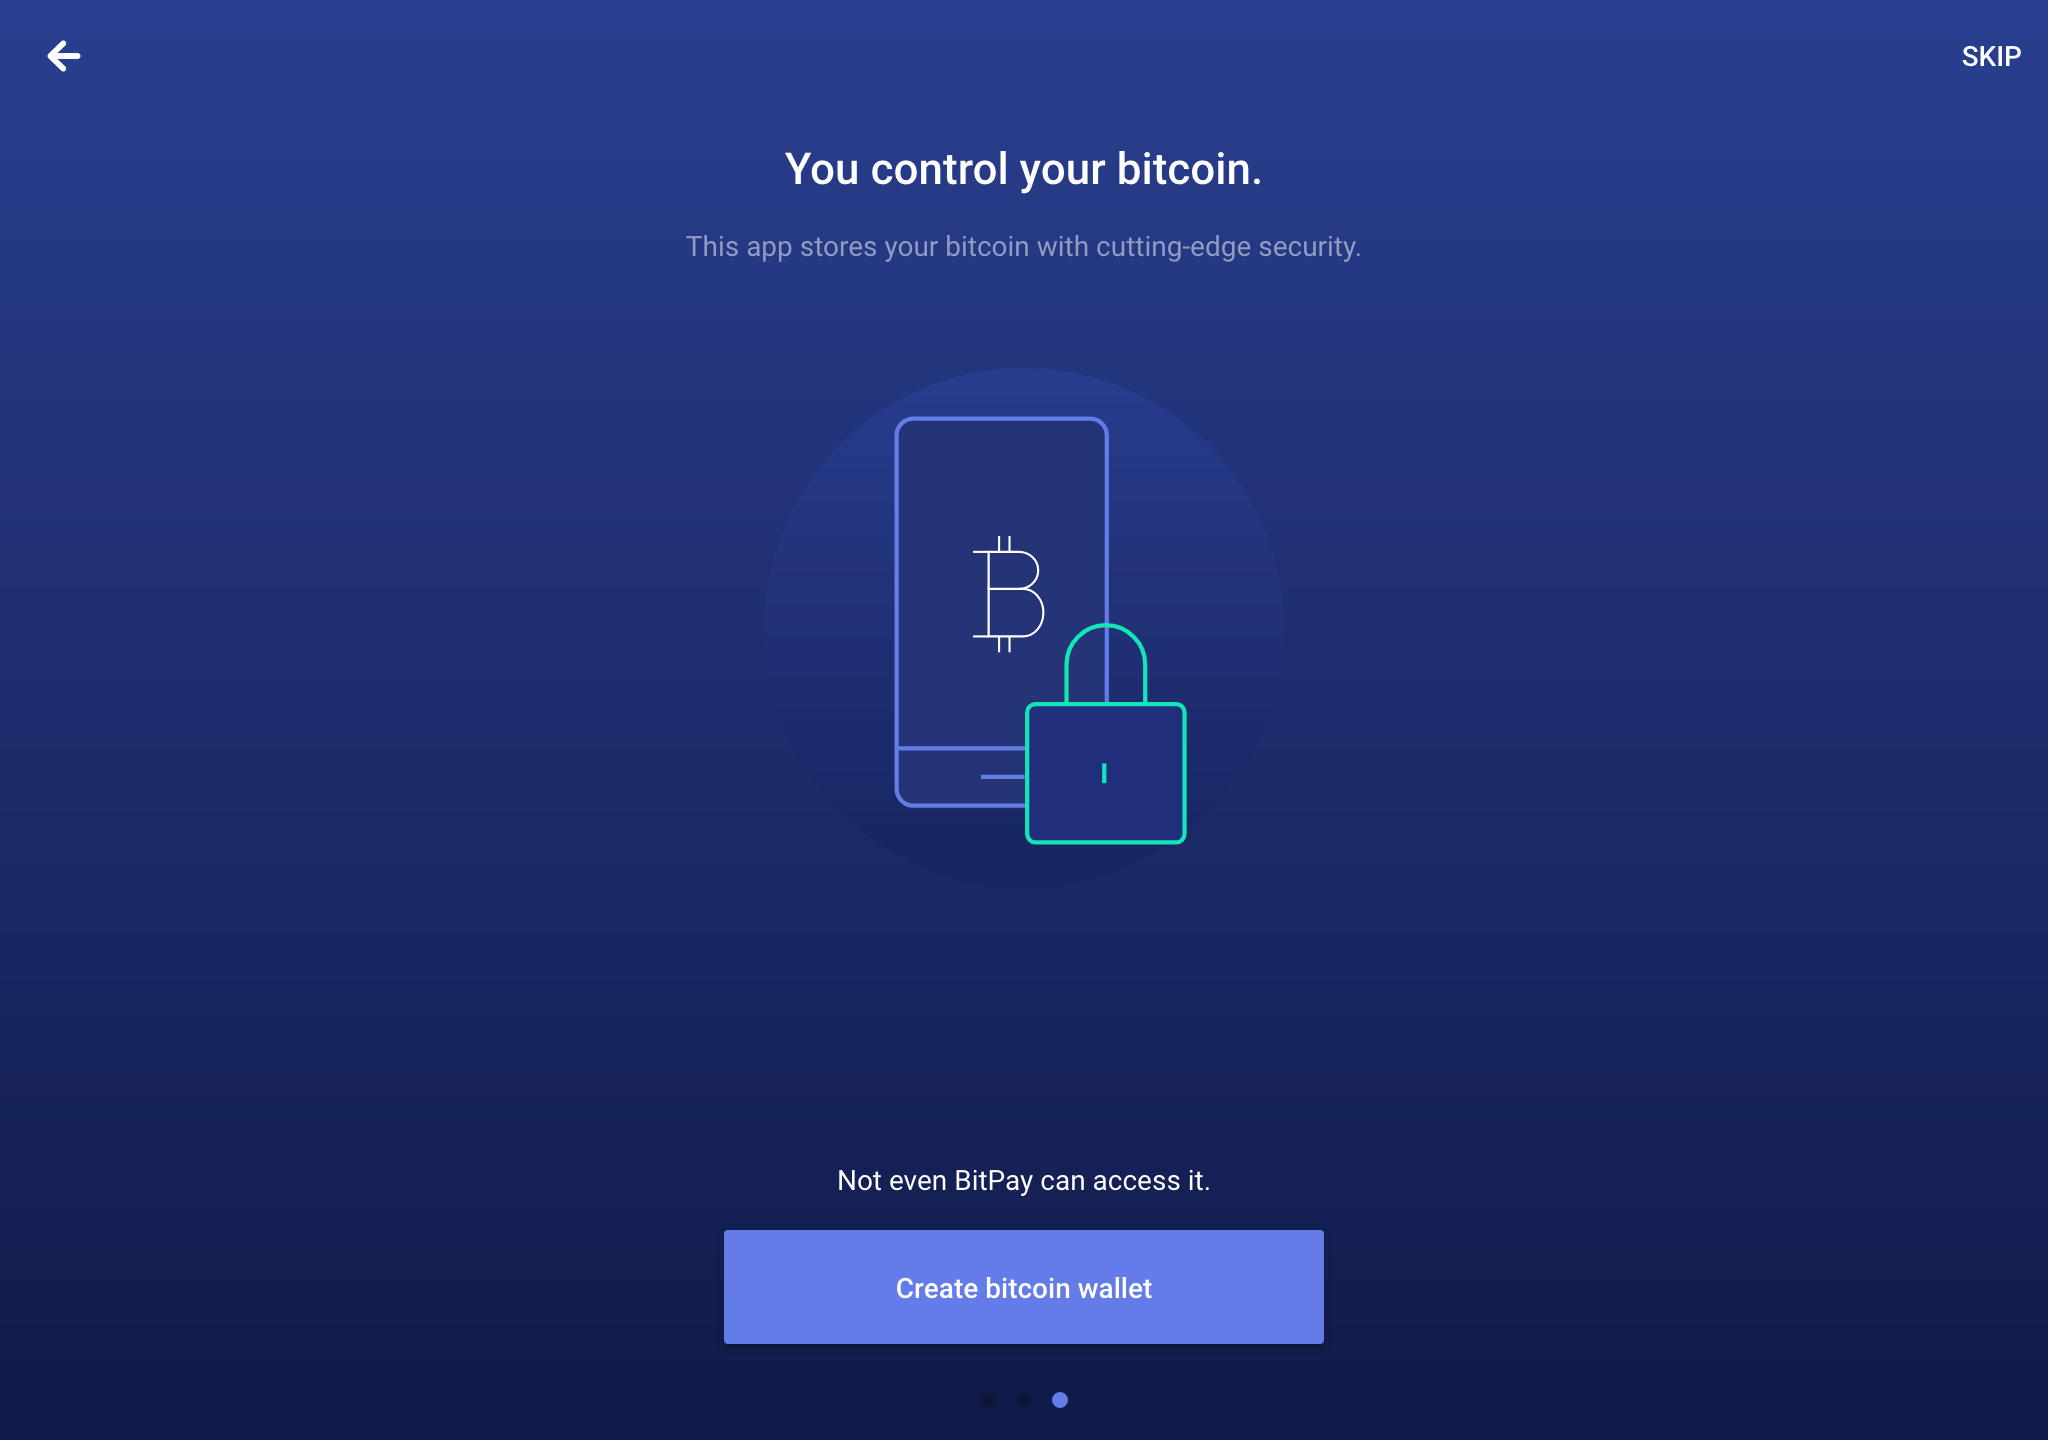 SKIP
You control your bitcoin.
This app stores your bitcoin with cutting-edge security.
Not even BitPay can access it.
Create bitcoin wallet